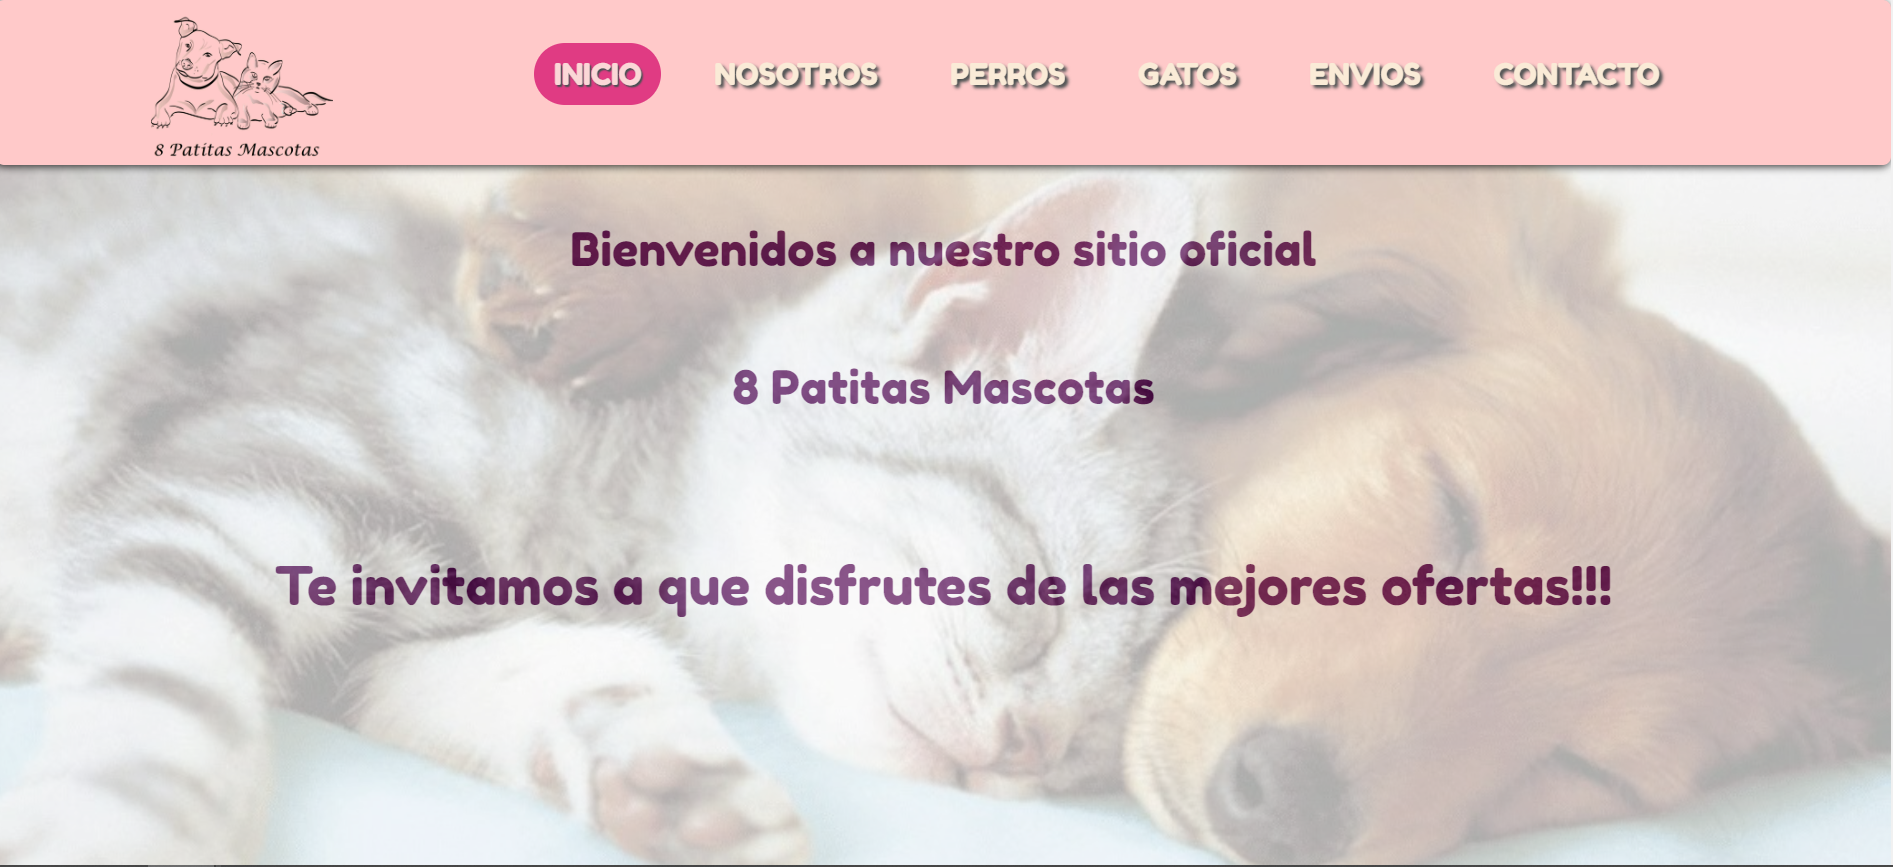 8 Patitas Mascotas
INICIO NOSOTROS PERROS GATOS ENVIOS CONTACTO
Bienvenidos a nuestro sitio oficial
8 Patitas Mascotas
Te invitamos a que disfrutes de las mejores ofertas!!!